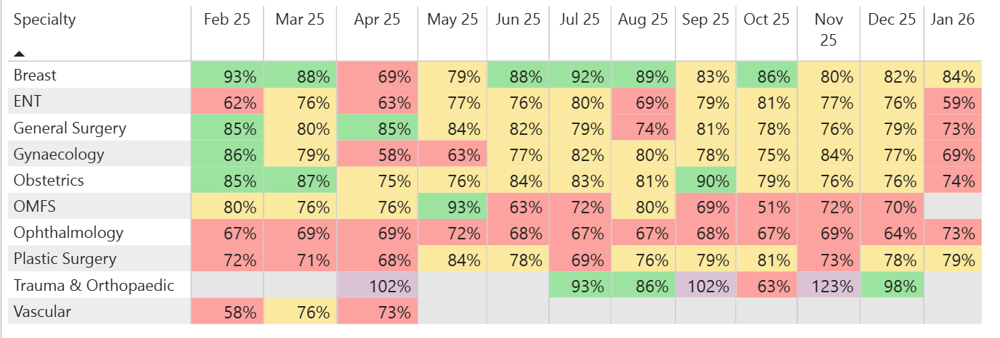 Specialty Feb 25 Mar 25 Apr 25 May 25 Jun 25 Jul 25 Aug 25 Sep 25 Oct 25 Nov 25 Dec 25 Jan 26
Breast 93% 88% 69% 79% 88% 92% 89% 83% 86% 80% 82% 84%
ENT 62% 76% 63% 77% 76% 80% 69% 79% 81% 77% 76% 59%
General Surgery 85% 80% 85% 84% 82% 79% 74% 81% 78% 76% 79% 73%
Gynaecology 86% 79% 58% 63% 77% 82% 80% 78% 75% 84% 77% 69%
Obstetrics 85% 87% 75% 76% 84% 83% 81% 90% 79% 76% 76% 74%
OMFS 80% 76% 76% 93% 63% 72% 80% 69% 51% 72% 70%
Ophthalmology 67% 69% 69% 72% 68% 67% 67% 68% 67% 69% 64% 73%
Plastic Surgery 72% 71% 68% 84% 78% 69% 76% 79% 81% 73% 78% 79%
Trauma & Orthopaedic 102% 93% 86% 102% 63% 123% 98%
Vascular 58% 76% 73%